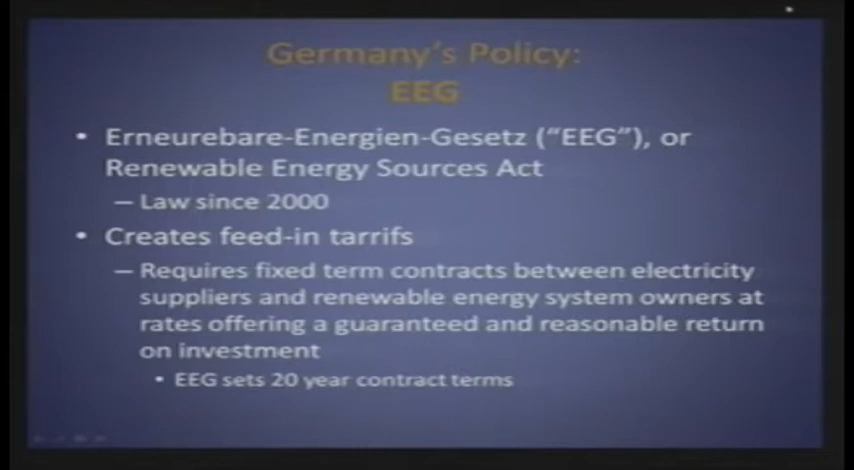 Germany's Policy:
EEG
• Erneurebare-Energien-Gesetz ("EEG"), or
Renewable Energy Sources Act
– Law since 2000
• Creates feed-in tarrifs
– Requires fixed term contracts between electricity
suppliers and renewable energy system owners at
rates offering a guaranteed and reasonable return
on investment
• EEG sets 20 year contract terms